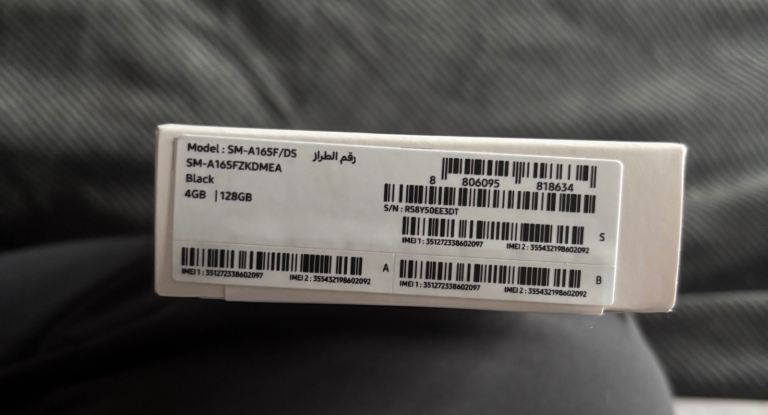 Model : SM-A165F/DS رقم الطراز
SM-A165FZKDMEA
Black
4GB | 128GB
8 806095 818634
S/N : R58Y50EE3DT
S
IMEI 1 : 351272338602097 IMEI 2 : 355432198602092
A
IMEI 1 : 351272338602097 IMEI 2 : 355432198602092
B
IMEI 1 : 351272338602097 IMEI 2 : 355432198602092